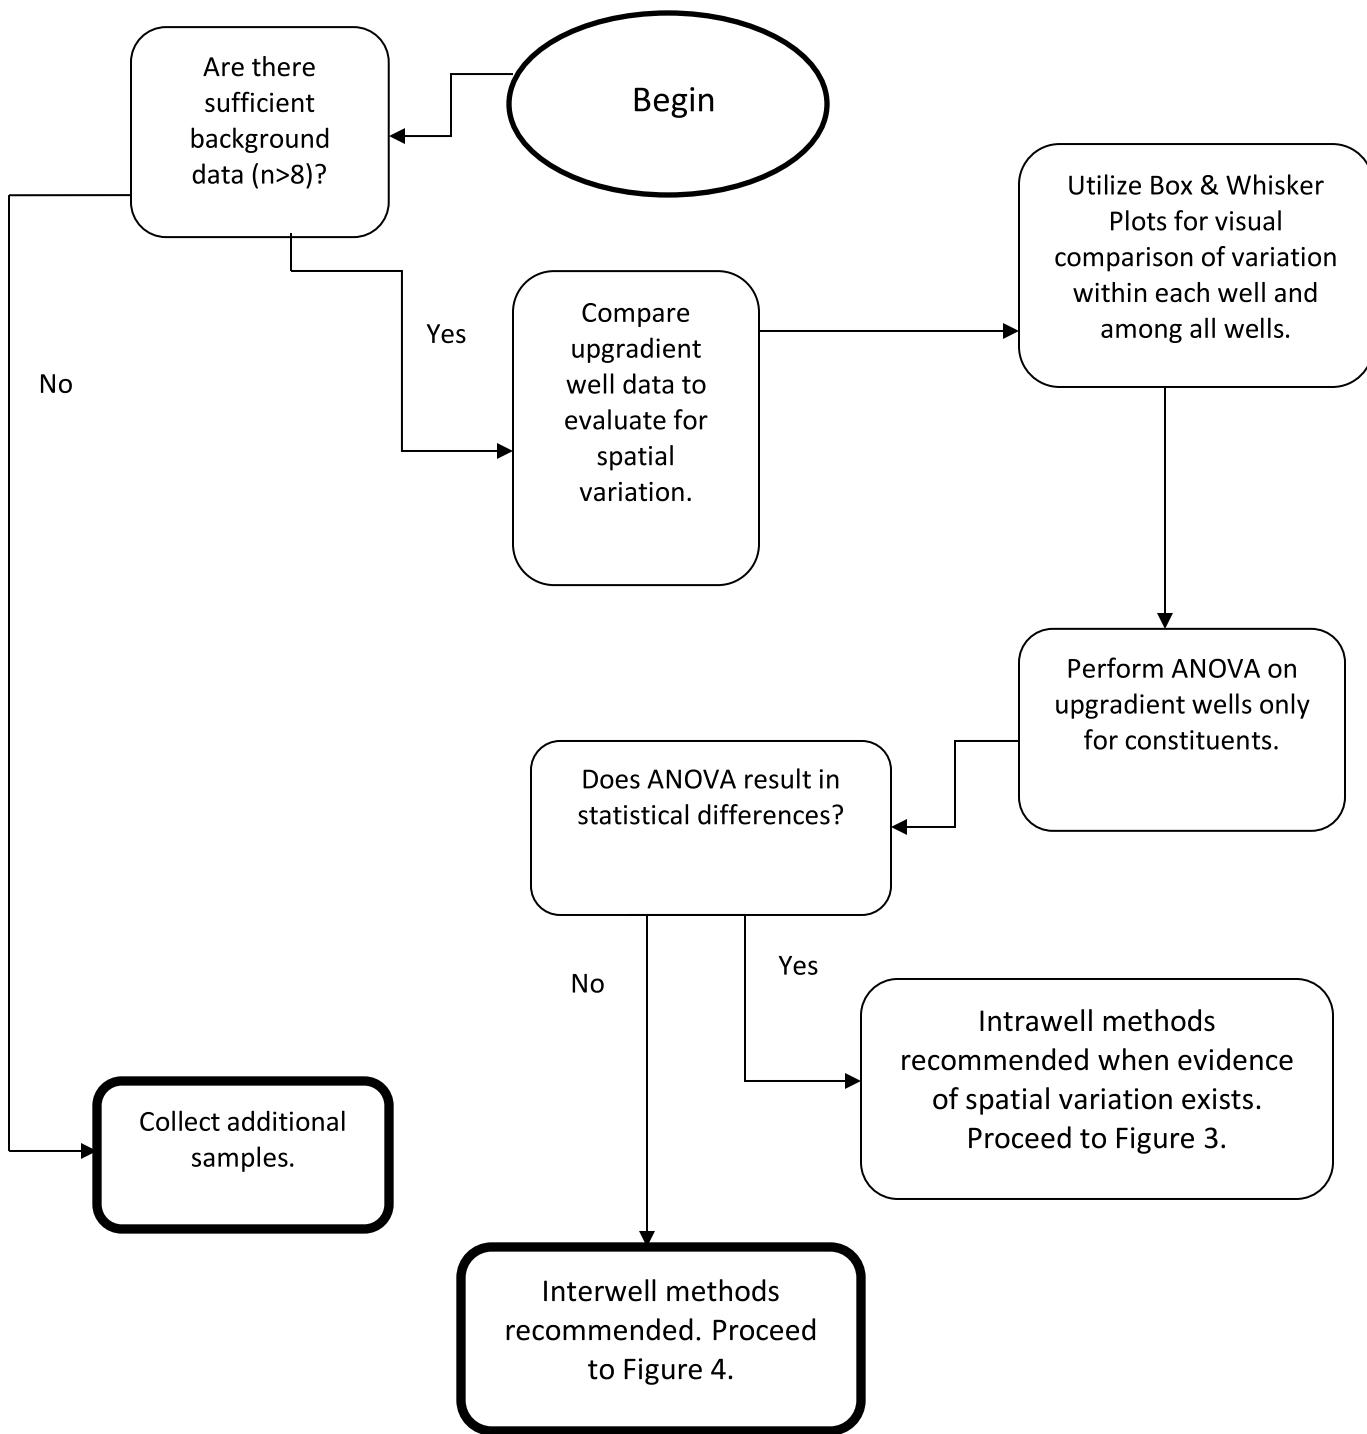 Begin
Are there
sufficient
background
data (n>8)?
Utilize Box & Whisker
Plots for visual
comparison of variation
within each well and
among all wells.
Compare
upgradient
well data to
evaluate for
spatial
variation.
Yes
No
Perform ANOVA on
upgradient wells only
for constituents.
Does ANOVA result in
statistical differences?
No
Yes
Intrawell methods
recommended when evidence
of spatial variation exists.
Proceed to Figure 3.
Collect additional
samples.
Interwell methods
recommended. Proceed
to Figure 4.